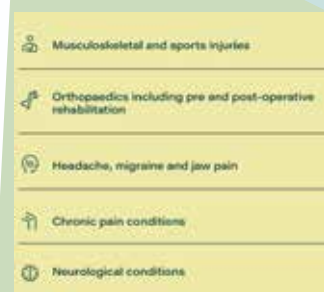 Musculoskeletal and sports injuries
Orthopaedics including pre and post-operative
rehabilitation
Headache, migraine and jaw pain
Chronic pain conditions
Neurological conditions